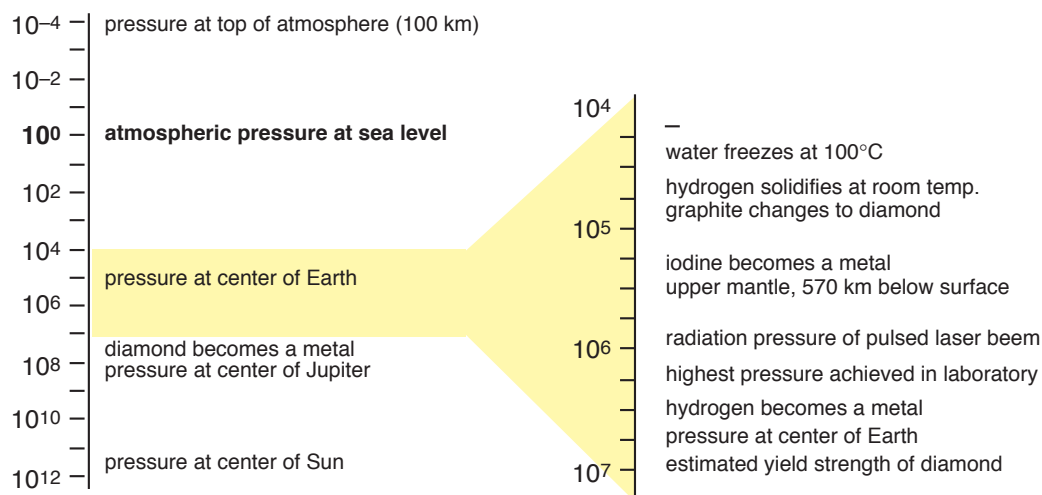 10–4 pressure at top of atmosphere (100 km)
10–2
100 atmospheric pressure at sea level
102
104
pressure at center of Earth
106
diamond becomes a metal
108 pressure at center of Jupiter
1010
pressure at center of Sun
1012
104
–
water freezes at 100°C
hydrogen solidifies at room temp.
graphite changes to diamond
105
iodine becomes a metal
upper mantle, 570 km below surface
106 radiation pressure of pulsed laser beem
highest pressure achieved in laboratory
hydrogen becomes a metal
pressure at center of Earth
107 estimated yield strength of diamond